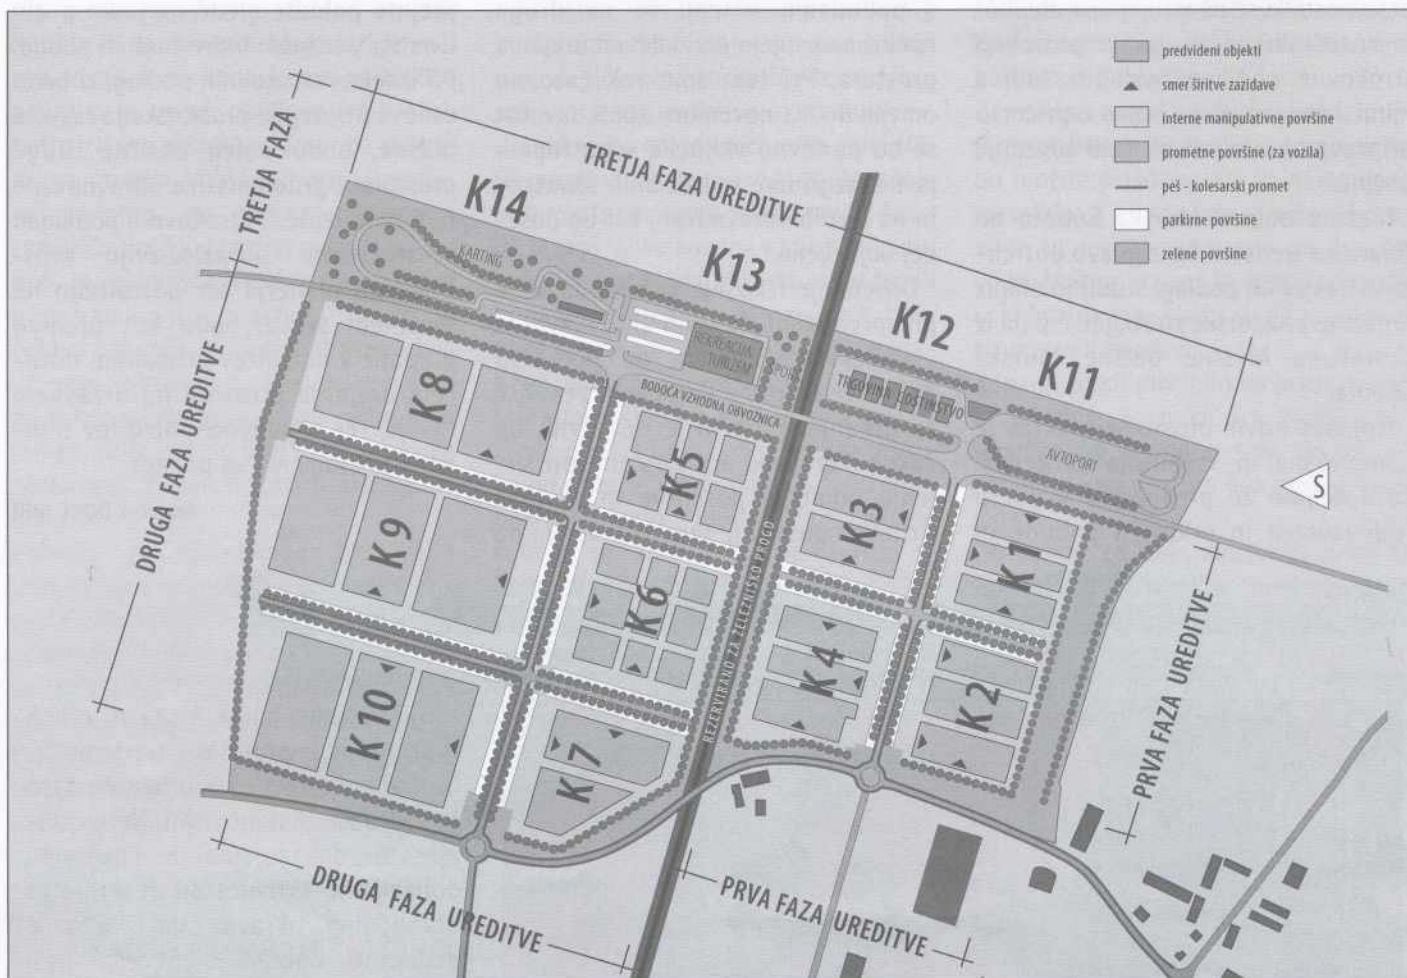 predvideni objekti
smer širitve zazidave
interne manipulativne površine
prometne površine (za vozila)
peš - kolesarski promet
parkirne površine
zelene površine
TRETJA FAZA
TRETJA FAZA UREDITVE
K14
K13
K12
K11
KARTING
REKREACIJA
TURIZEM
ŠPORT
TRGOVINA GOSTINSTVO
AVTOPORT
BODOČA VZHODNA OBVOZNICA
S
K8
K5
K3
K1
K9
K6
K4
K2
K10
K7
REZERVIRANO ZA ŽELEZNIŠKO PROGO
DRUGA FAZA UREDITVE
PRVA FAZA UREDITVE
DRUGA FAZA UREDITVE
PRVA FAZA UREDITVE